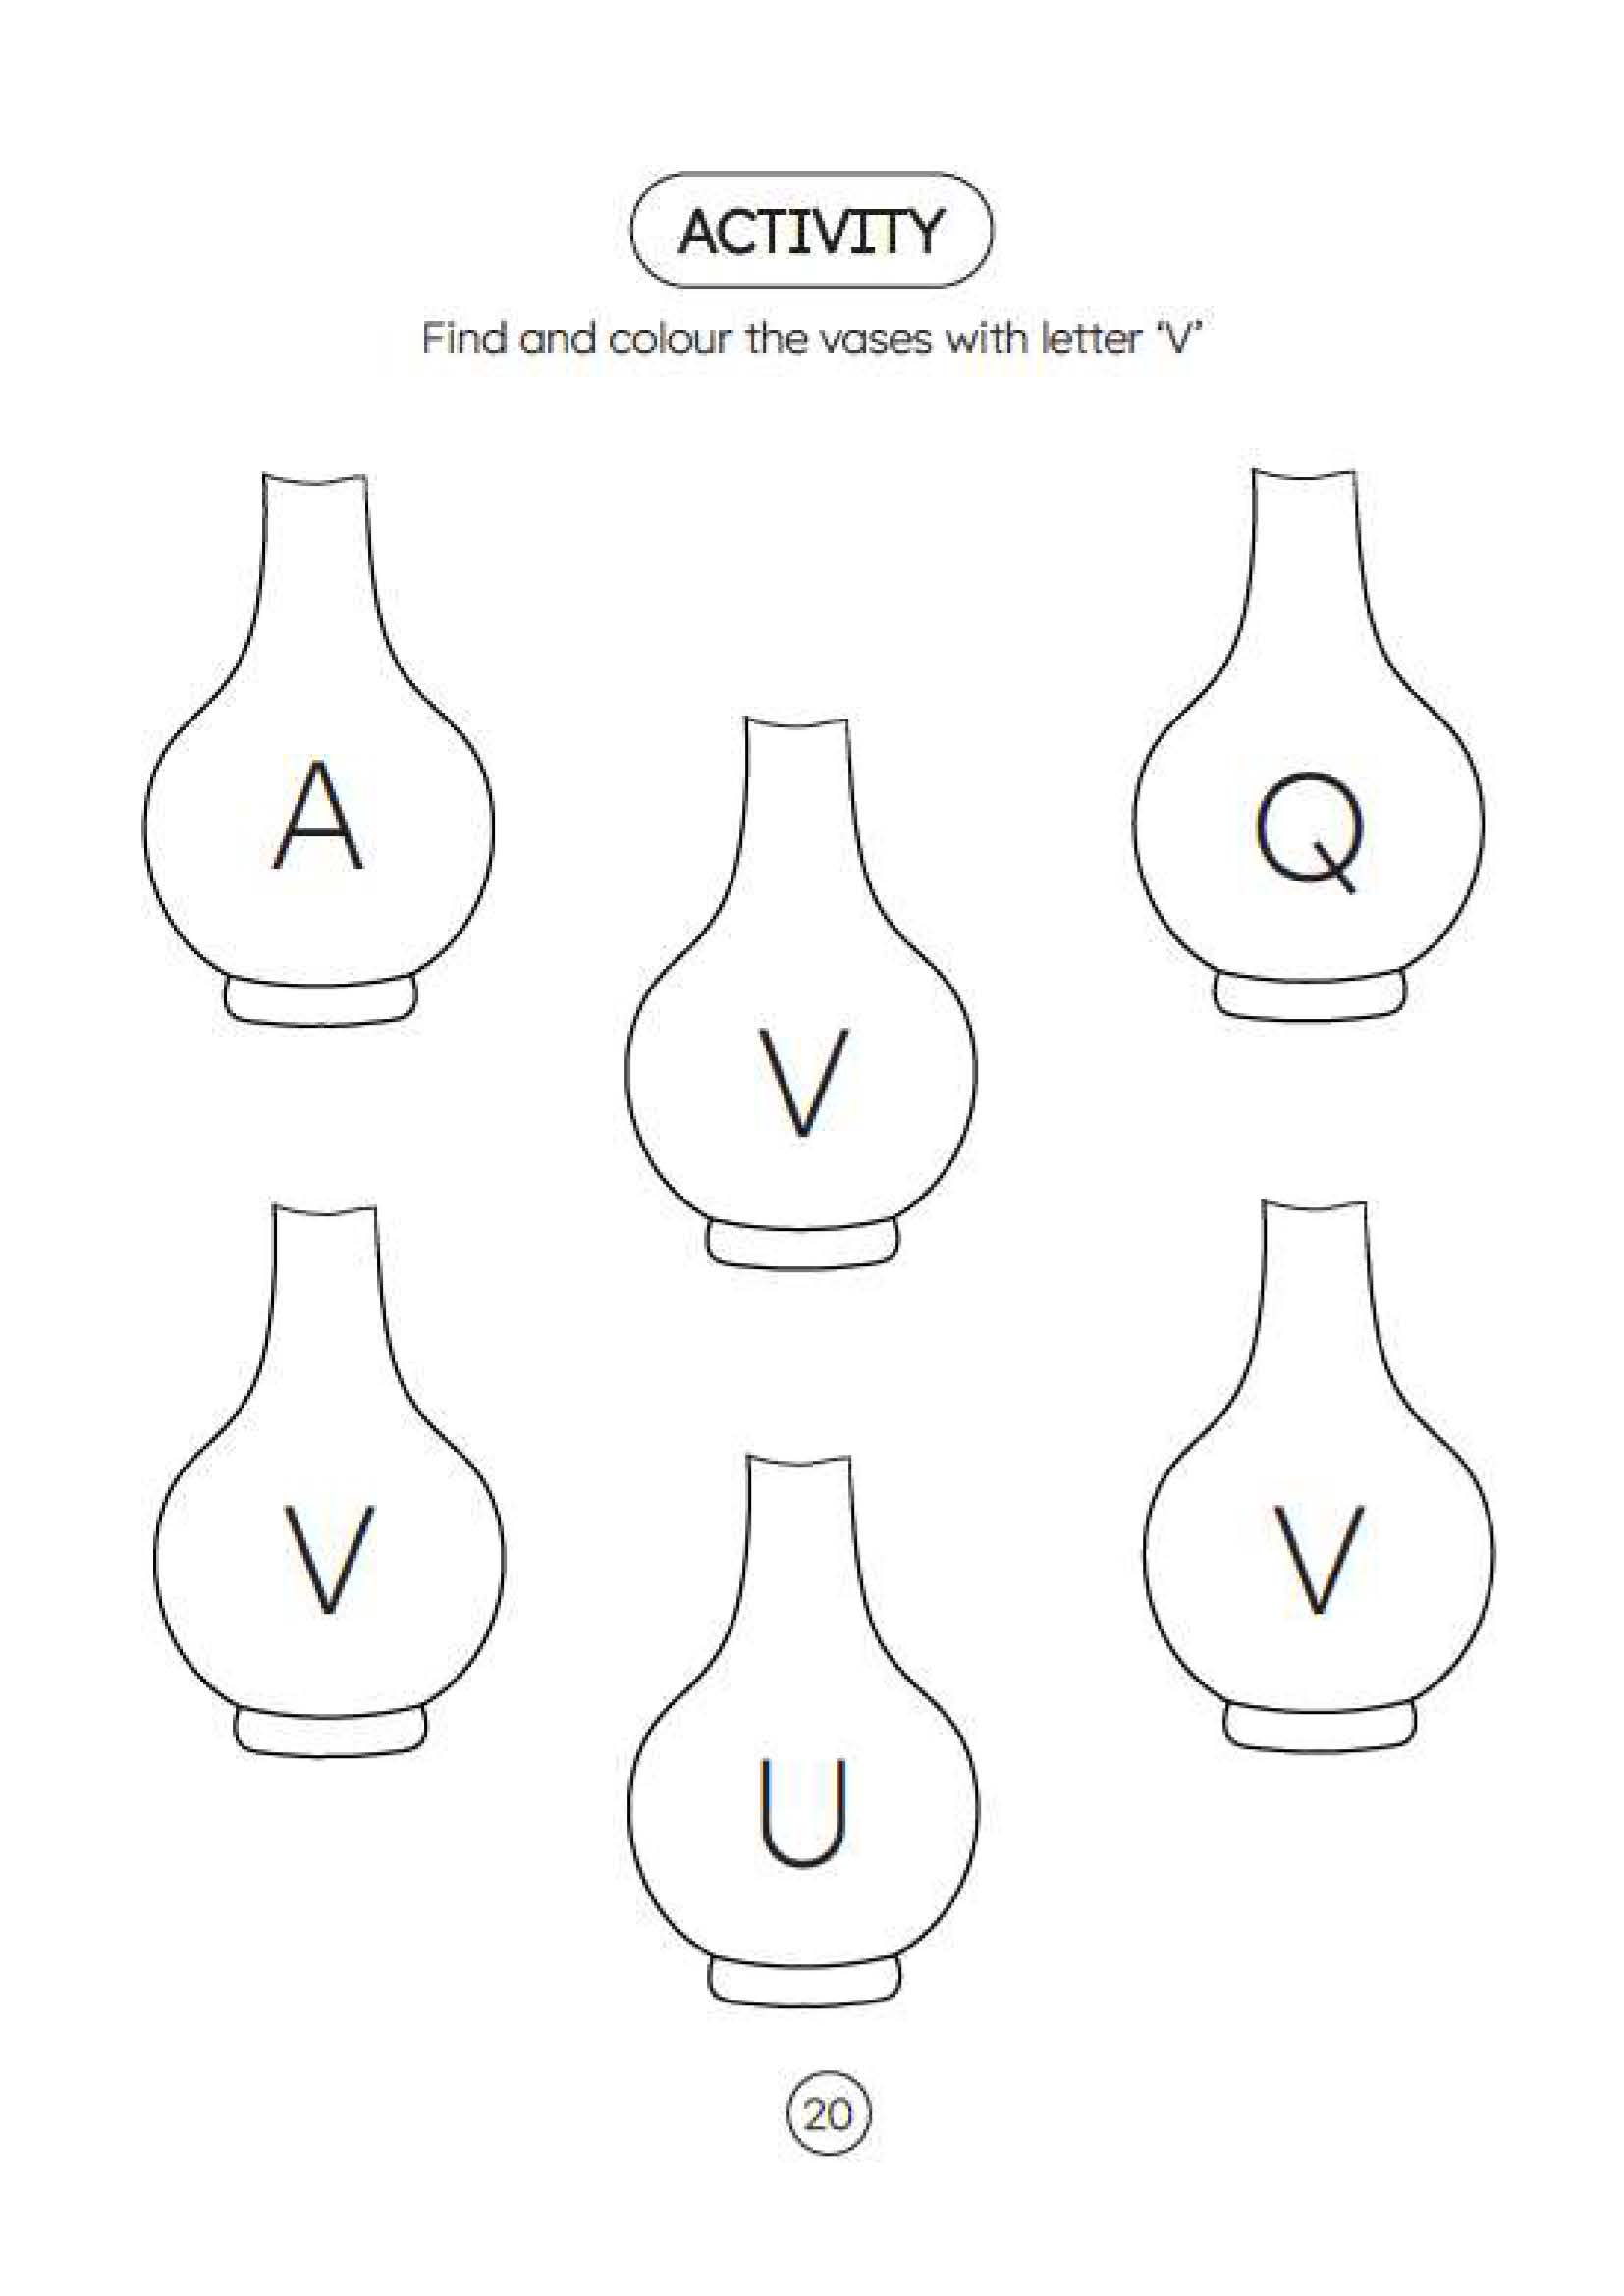 ACTIVITY
Find and colour the vases with letter ‘V’
A
Q
V
V
V
U
20